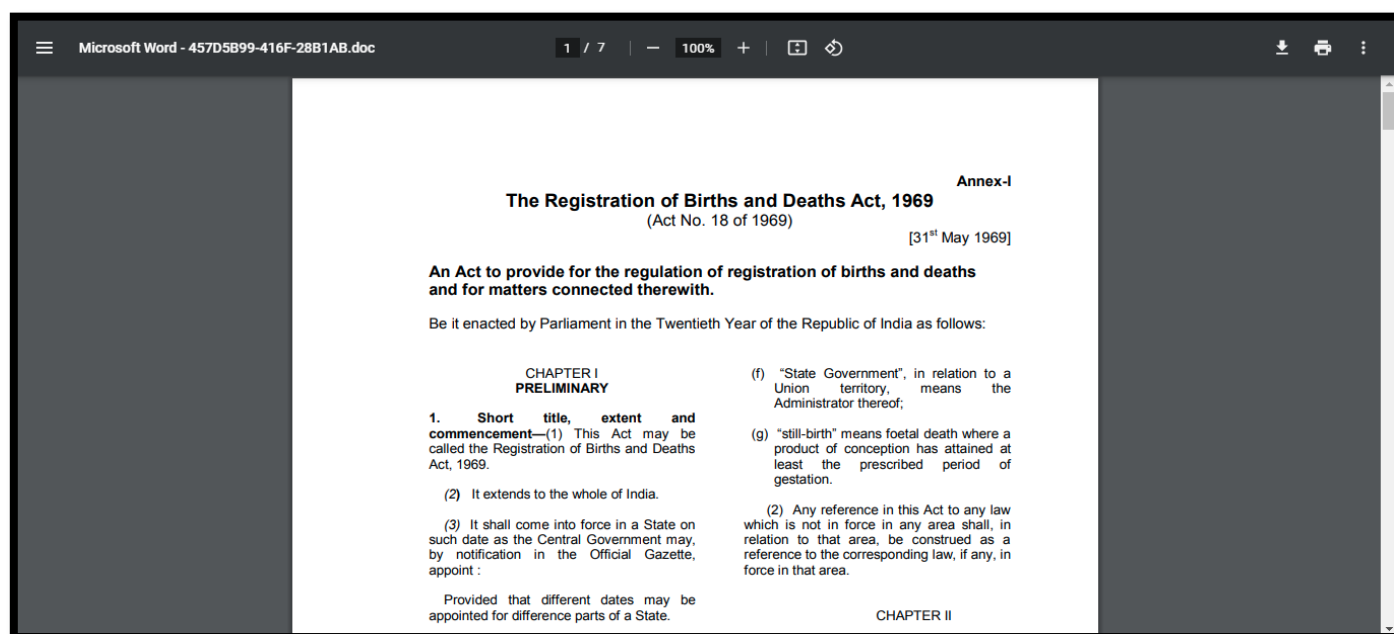 Microsoft Word - 457D5B99-416F-28B1AB.doc
1 / 7
100%
Annex-I
The Registration of Births and Deaths Act, 1969
(Act No. 18 of 1969)
[31st May 1969]
An Act to provide for the regulation of registration of births and deaths
and for matters connected therewith.
Be it enacted by Parliament in the Twentieth Year of the Republic of India as follows:
CHAPTER I
PRELIMINARY
1. Short title, extent and
commencement—(1) This Act may be
called the Registration of Births and Deaths
Act, 1969.
(2) It extends to the whole of India.
(3) It shall come into force in a State on
such date as the Central Government may,
by notification in the Official Gazette,
appoint :
Provided that different dates may be
appointed for difference parts of a State.
(f) “State Government”, in relation to a
Union territory, means the
Administrator thereof;
(g) “still-birth” means foetal death where a
product of conception has attained at
least the prescribed period of
gestation.
(2) Any reference in this Act to any law
which is not in force in any area shall, in
relation to that area, be construed as a
reference to the corresponding law, if any, in
force in that area.
CHAPTER II